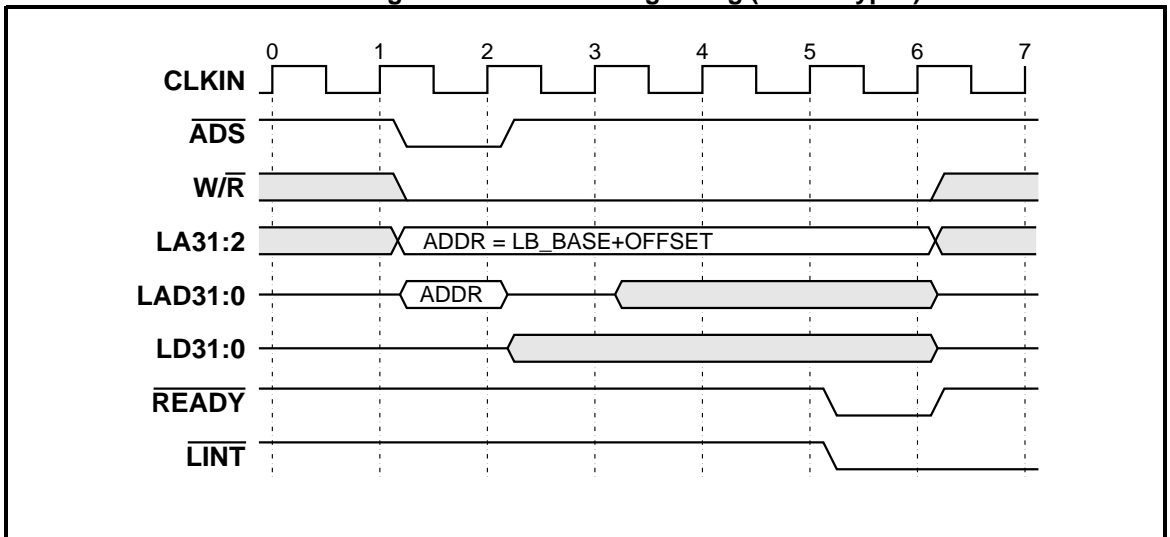 0 1 2 3 4 5 6 7
CLKIN
ADS
W/R
LA31:2 ADDR = LB_BASE+OFFSET
LAD31:0 ADDR
LD31:0
READY
LINT